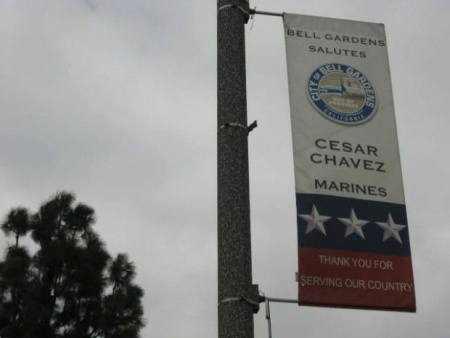 BELL GARDENS
SALUTES
CITY OF BELL GARDENS
CALIFORNIA
CESAR
CHAVEZ
MARINES
THANK YOU FOR
SERVING OUR COUNTRY